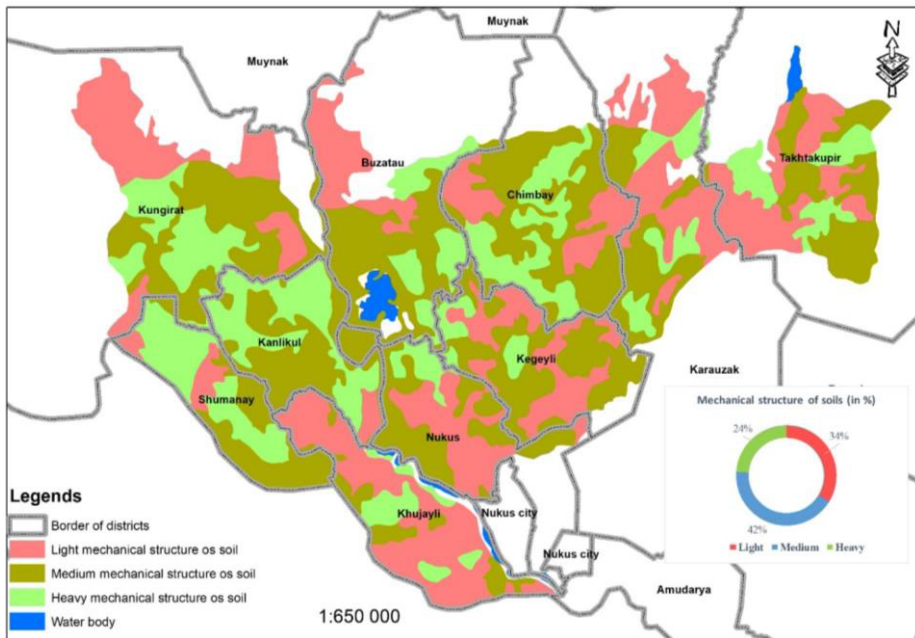 Muynak
Muynak
N
Buzatau
Takhtakupir
Chimbay
Kungirat
Kanlikul
Kegeyli
Karauzak
Shumanay
Nukus
Mechanical structure of soils (in %)
24%
34%
42%
Light
Medium
Heavy
Legends
Border of districts
Light mechanical structure os soil
Medium mechanical structure os soil
Heavy mechanical structure os soil
Water body
Khujayli
Nukus city
Nukus city
1:650 000
Amudarya